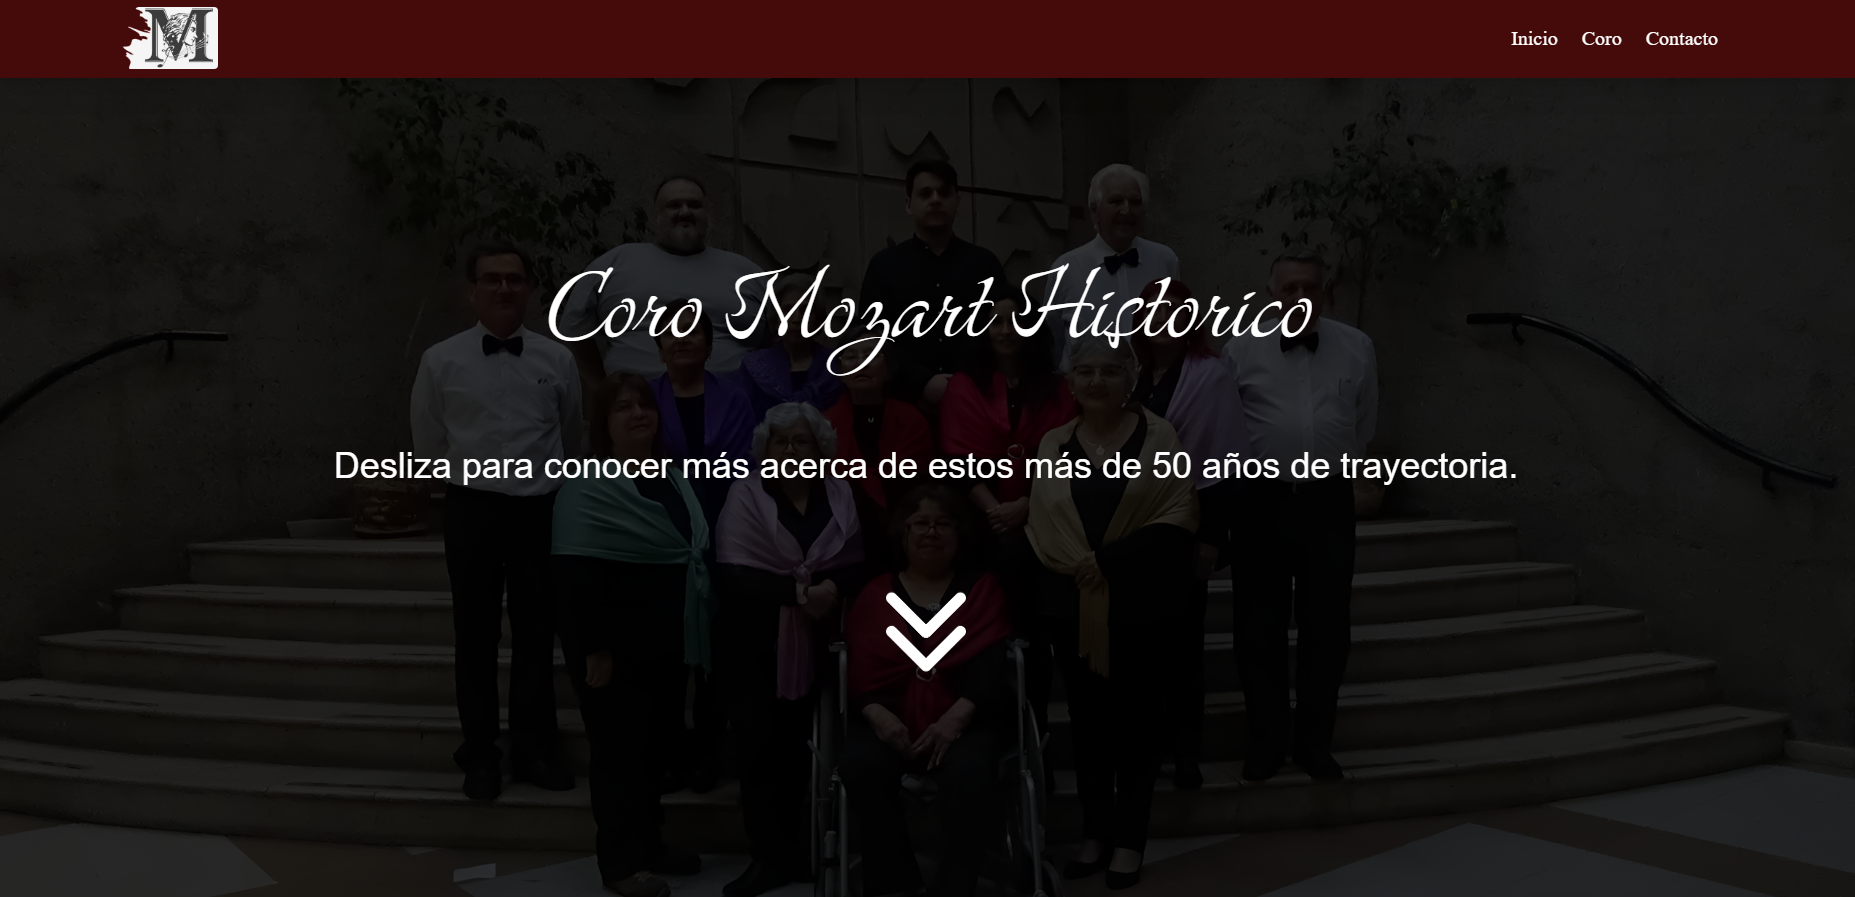 M
Inicio Coro Contacto
Coro Mozart Historico
Desliza para conocer más acerca de estos más de 50 años de trayectoria.